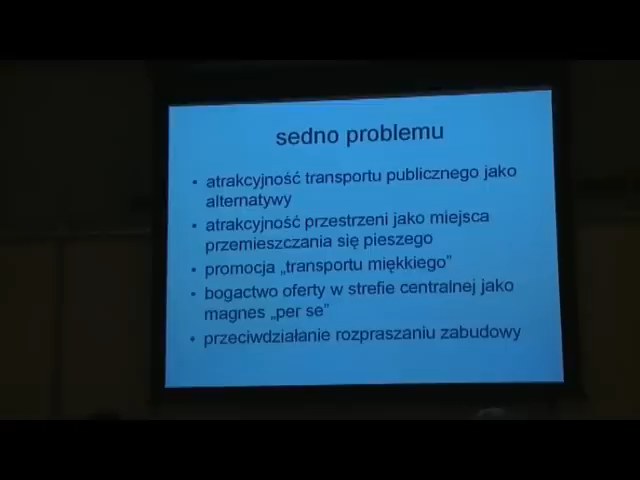 sedno problemu
• atrakcyjność transportu publicznego jako
alternatywy
• atrakcyjność przestrzeni jako miejsca
przemieszczania się pieszego
• promocja „transportu miękkiego”
• bogactwo oferty w strefie centralnej jako
magnes „per se”
• przeciwdziałanie rozpraszaniu zabudowy